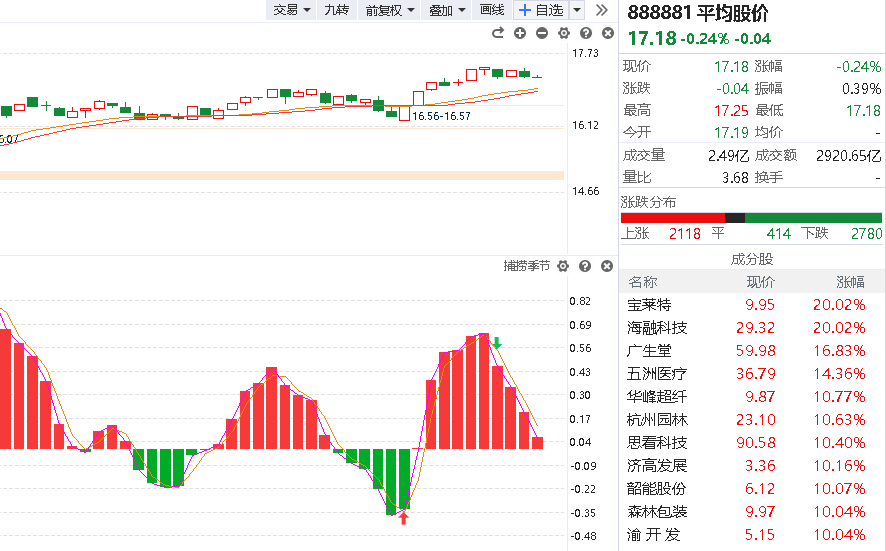 交易 九转 前复权 叠加 画线 自选
888881 平均股价
17.18 -0.24% -0.04
现价 17.18 涨幅 -0.24%
涨跌 -0.04 振幅 0.39%
最高 17.25 最低 17.18
今开 17.19 均价 -
成交量 2.49亿 成交额 2920.65亿
量比 3.68 换手 -
涨跌分布
上涨 2118 平 414 下跌 2780
成分股
名称 现价 涨幅
宝莱特 9.95 20.02%
海融科技 29.32 20.02%
广生堂 59.98 16.83%
五洲医疗 36.79 14.36%
华峰超纤 9.87 10.77%
杭州园林 23.10 10.63%
思看科技 90.58 10.40%
济高发展 3.36 10.16%
韶能股份 6.12 10.07%
森林包装 9.97 10.04%
渝 开 发 5.15 10.04%
17.73
16.12
14.66
16.56-16.57
6.07
捕捞季节
0.82
0.69
0.56
0.43
0.30
0.17
0.04
-0.09
-0.22
-0.35
-0.48